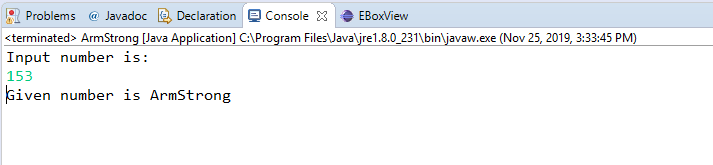 Problems @ Javadoc Declaration Console EBoxView
<terminated> ArmStrong [Java Application] C:\Program Files\Java\jre1.8.0_231\bin\javaw.exe (Nov 25, 2019, 3:33:45 PM)
Input number is:
153
Given number is ArmStrong